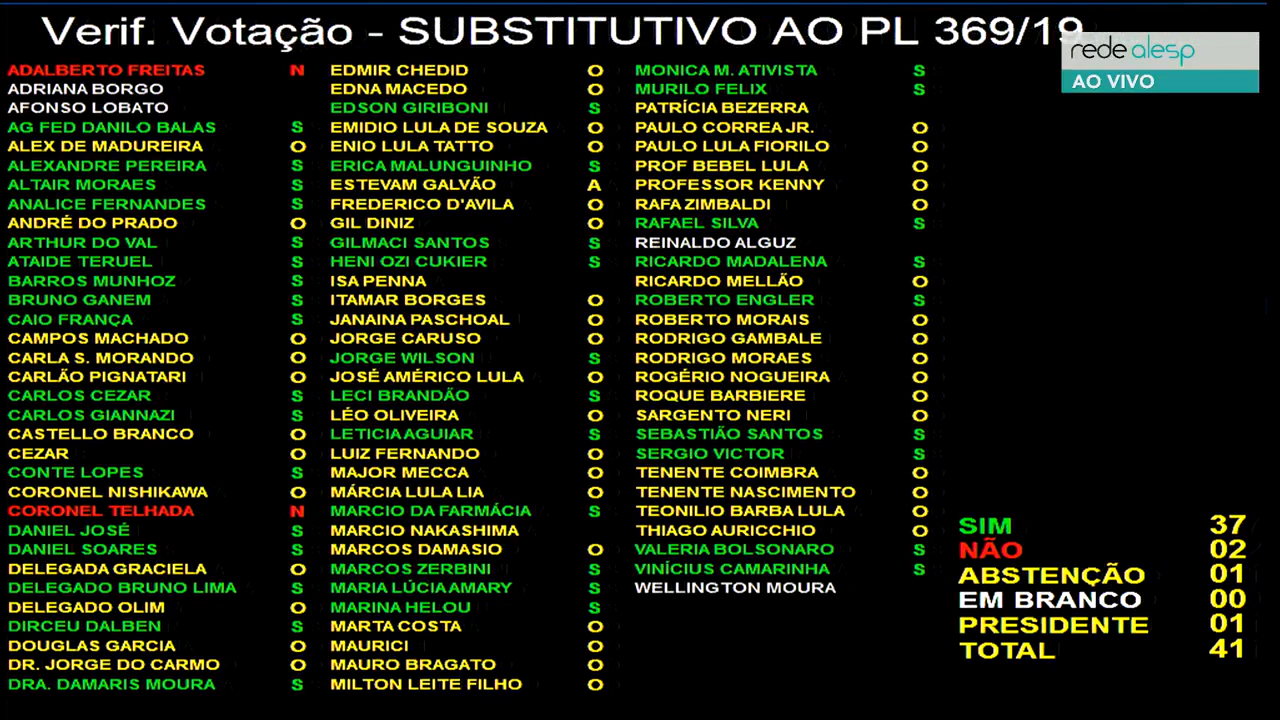 Verif. Votação - SUBSTITUTIVO AO PL 369/19
rede alesp
AO VIVO
ADALBERTO FREITAS N
ADRIANA BORGO
AFONSO LOBATO
AG FED DANILO BALAS S
ALEX DE MADUREIRA O
ALEXANDRE PEREIRA S
ALTAIR MORAES S
ANALICE FERNANDES S
ANDRÉ DO PRADO O
ARTHUR DO VAL S
ATAIDE TERUEL S
BARROS MUNHOZ S
BRUNO GANEM S
CAIO FRANÇA S
CAMPOS MACHADO O
CARLA S. MORANDO O
CARLÃO PIGNATARI O
CARLOS CEZAR S
CARLOS GIANNAZI S
CASTELLO BRANCO O
CEZAR O
CONTE LOPES S
CORONEL NISHIKAWA O
CORONEL TELHADA N
DANIEL JOSÉ S
DANIEL SOARES S
DELEGADA GRACIELA O
DELEGADO BRUNO LIMA S
DELEGADO OLIM O
DIRCEU DALBEN S
DOUGLAS GARCIA O
DR. JORGE DO CARMO O
DRA. DAMARIS MOURA S
EDMIR CHEDID O
EDNA MACEDO O
EDSON GIRIBONI S
EMIDIO LULA DE SOUZA O
ENIO LULA TATTO O
ERICA MALUNGUINHO S
ESTEVAM GALVÃO A
FREDERICO D'AVILA O
GIL DINIZ O
GILMACI SANTOS S
HENI OZI CUKIER S
ISA PENNA
ITAMAR BORGES O
JANAINA PASCHOAL O
JORGE CARUSO O
JORGE WILSON S
JOSÉ AMÉRICO LULA O
LECI BRANDÃO S
LÉO OLIVEIRA O
LETICIA AGUIAR S
LUIZ FERNANDO O
MAJOR MECCA O
MÁRCIA LULA LIA O
MARCIO DA FARMÁCIA S
MARCIO NAKASHIMA
MARCOS DAMASIO O
MARCOS ZERBINI S
MARIA LÚCIA AMARY S
MARINA HELOU S
MARTA COSTA O
MAURICI O
MAURO BRAGATO O
MILTON LEITE FILHO O
MONICA M. ATIVISTA S
MURILO FELIX S
PATRÍCIA BEZERRA
PAULO CORREA JR. O
PAULO LULA FIORILO O
PROF BEBEL LULA O
PROFESSOR KENNY O
RAFA ZIMBALDI O
RAFAEL SILVA S
REINALDO ALGUZ
RICARDO MADALENA S
RICARDO MELLÃO O
ROBERTO ENGLER S
ROBERTO MORAIS O
RODRIGO GAMBALE O
RODRIGO MORAES O
ROGÉRIO NOGUEIRA O
ROQUE BARBIERE O
SARGENTO NERI O
SEBASTIÃO SANTOS S
SERGIO VICTOR S
TENENTE COIMBRA O
TENENTE NASCIMENTO O
TEONILIO BARBA LULA O
THIAGO AURICCHIO O
VALERIA BOLSONARO S
VINÍCIUS CAMARINHA S
WELLINGTON MOURA
SIM 37
NÃO 02
ABSTENÇÃO 01
EM BRANCO 00
PRESIDENTE 01
TOTAL 41